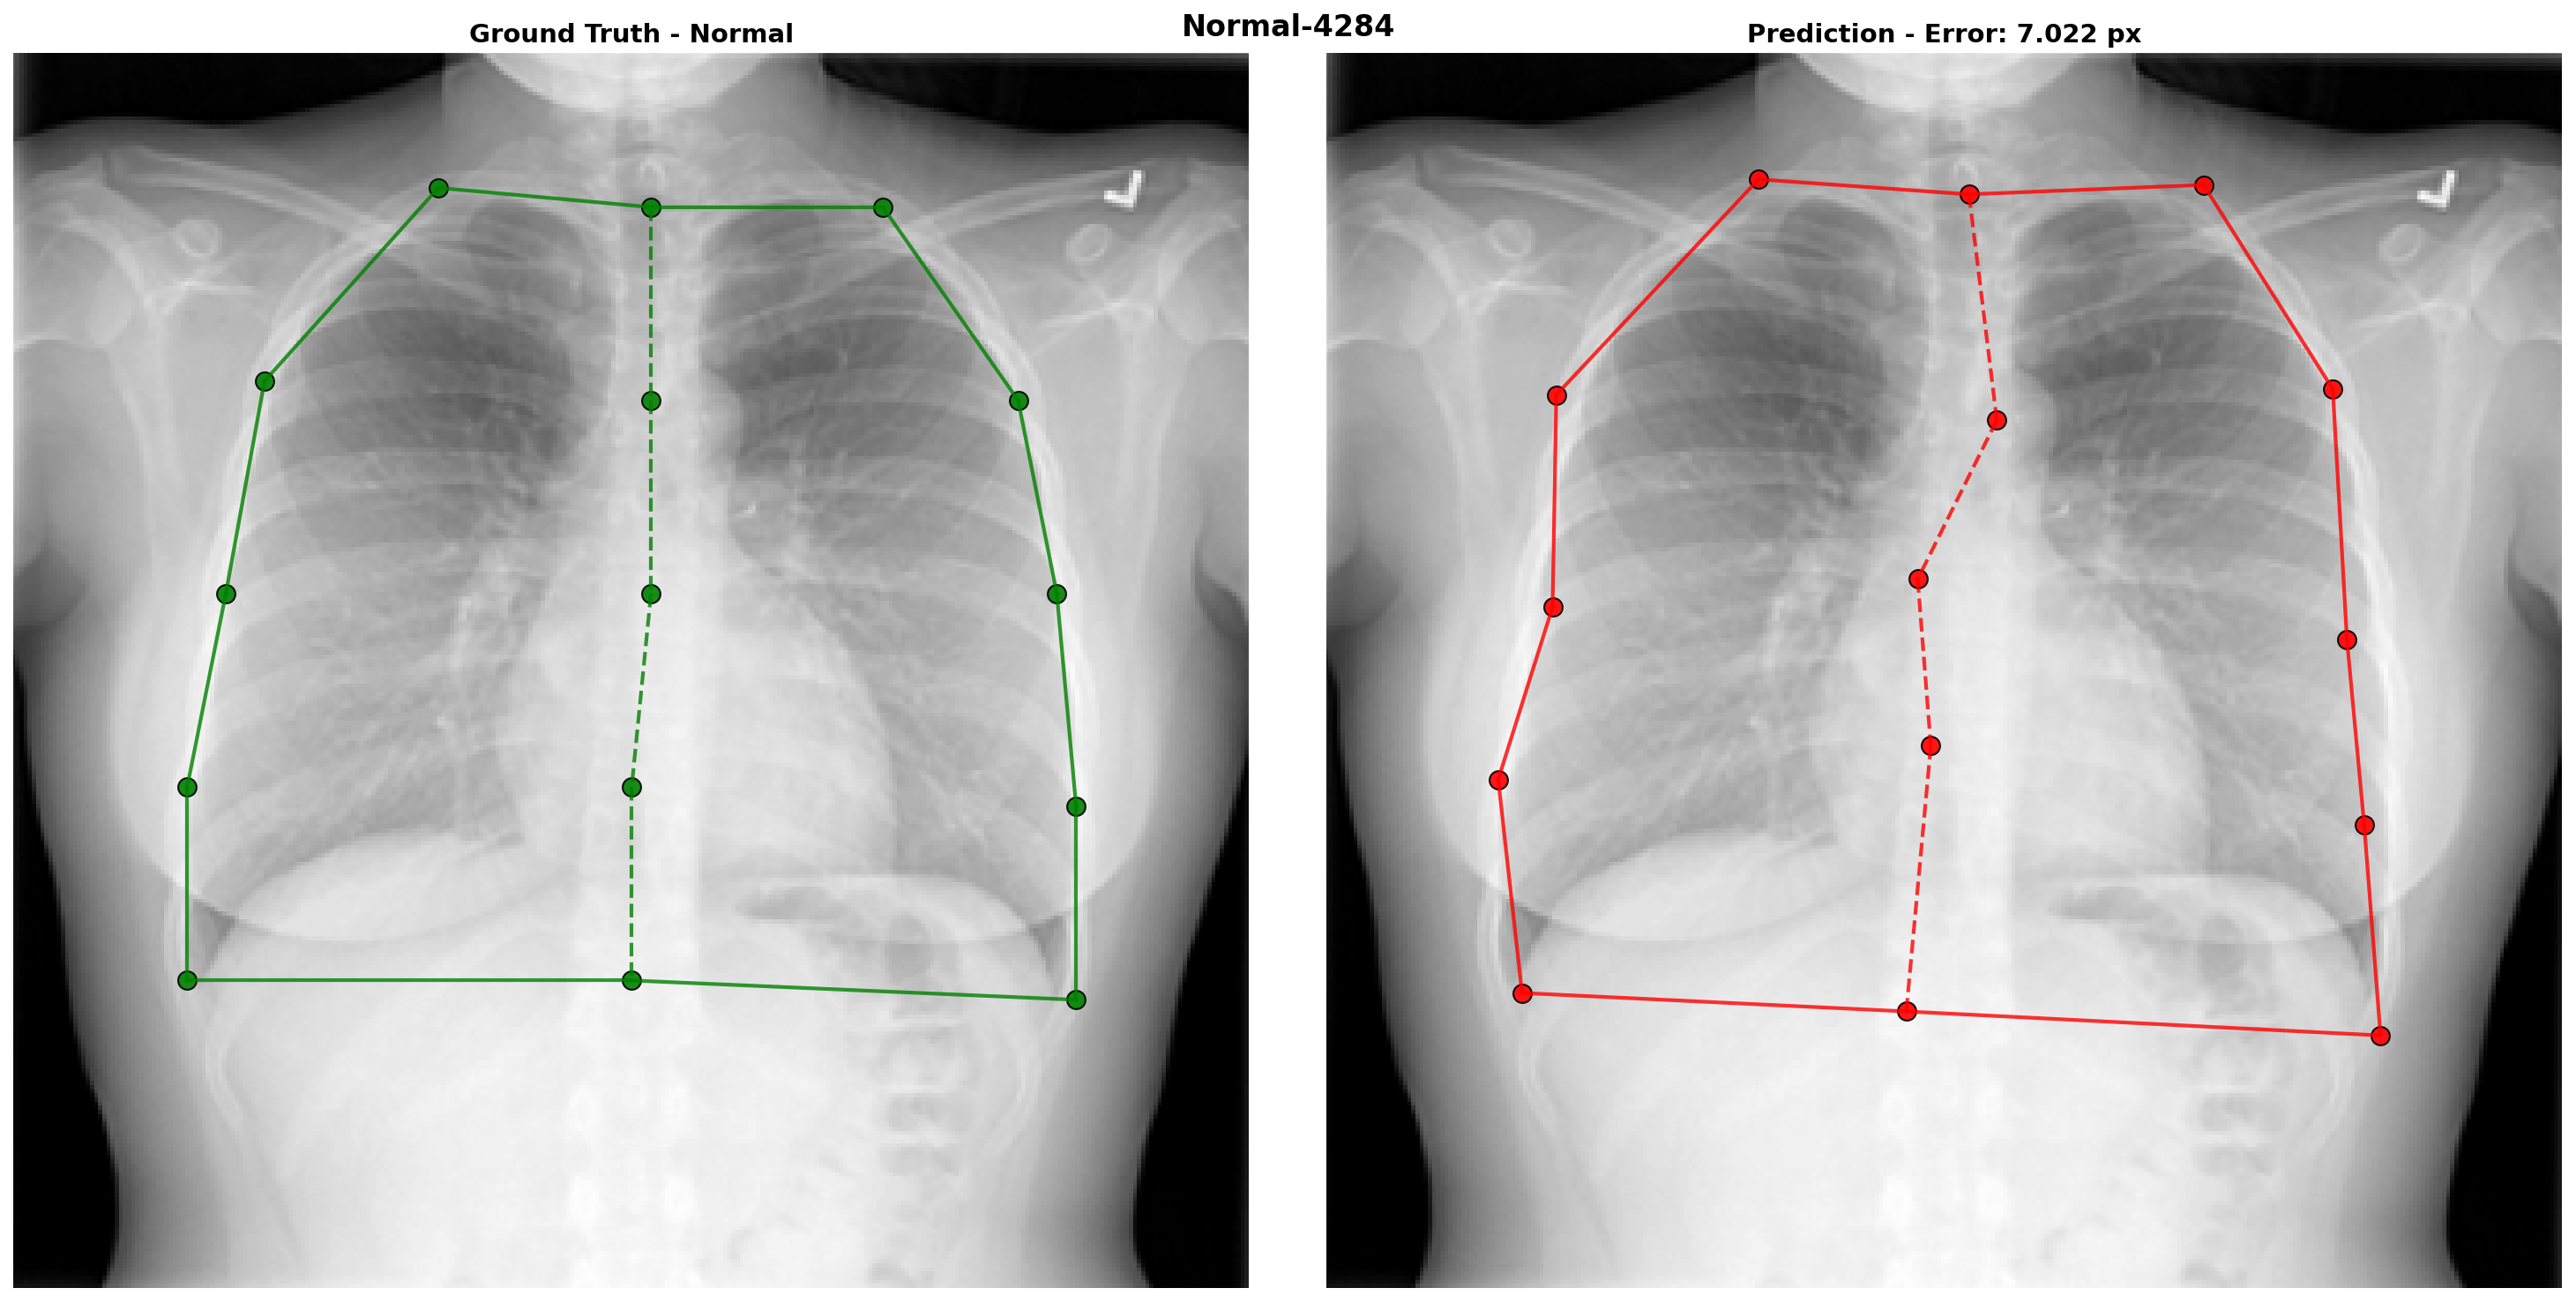 Normal-4284
Ground Truth - Normal
Prediction - Error: 7.022 px
L
L